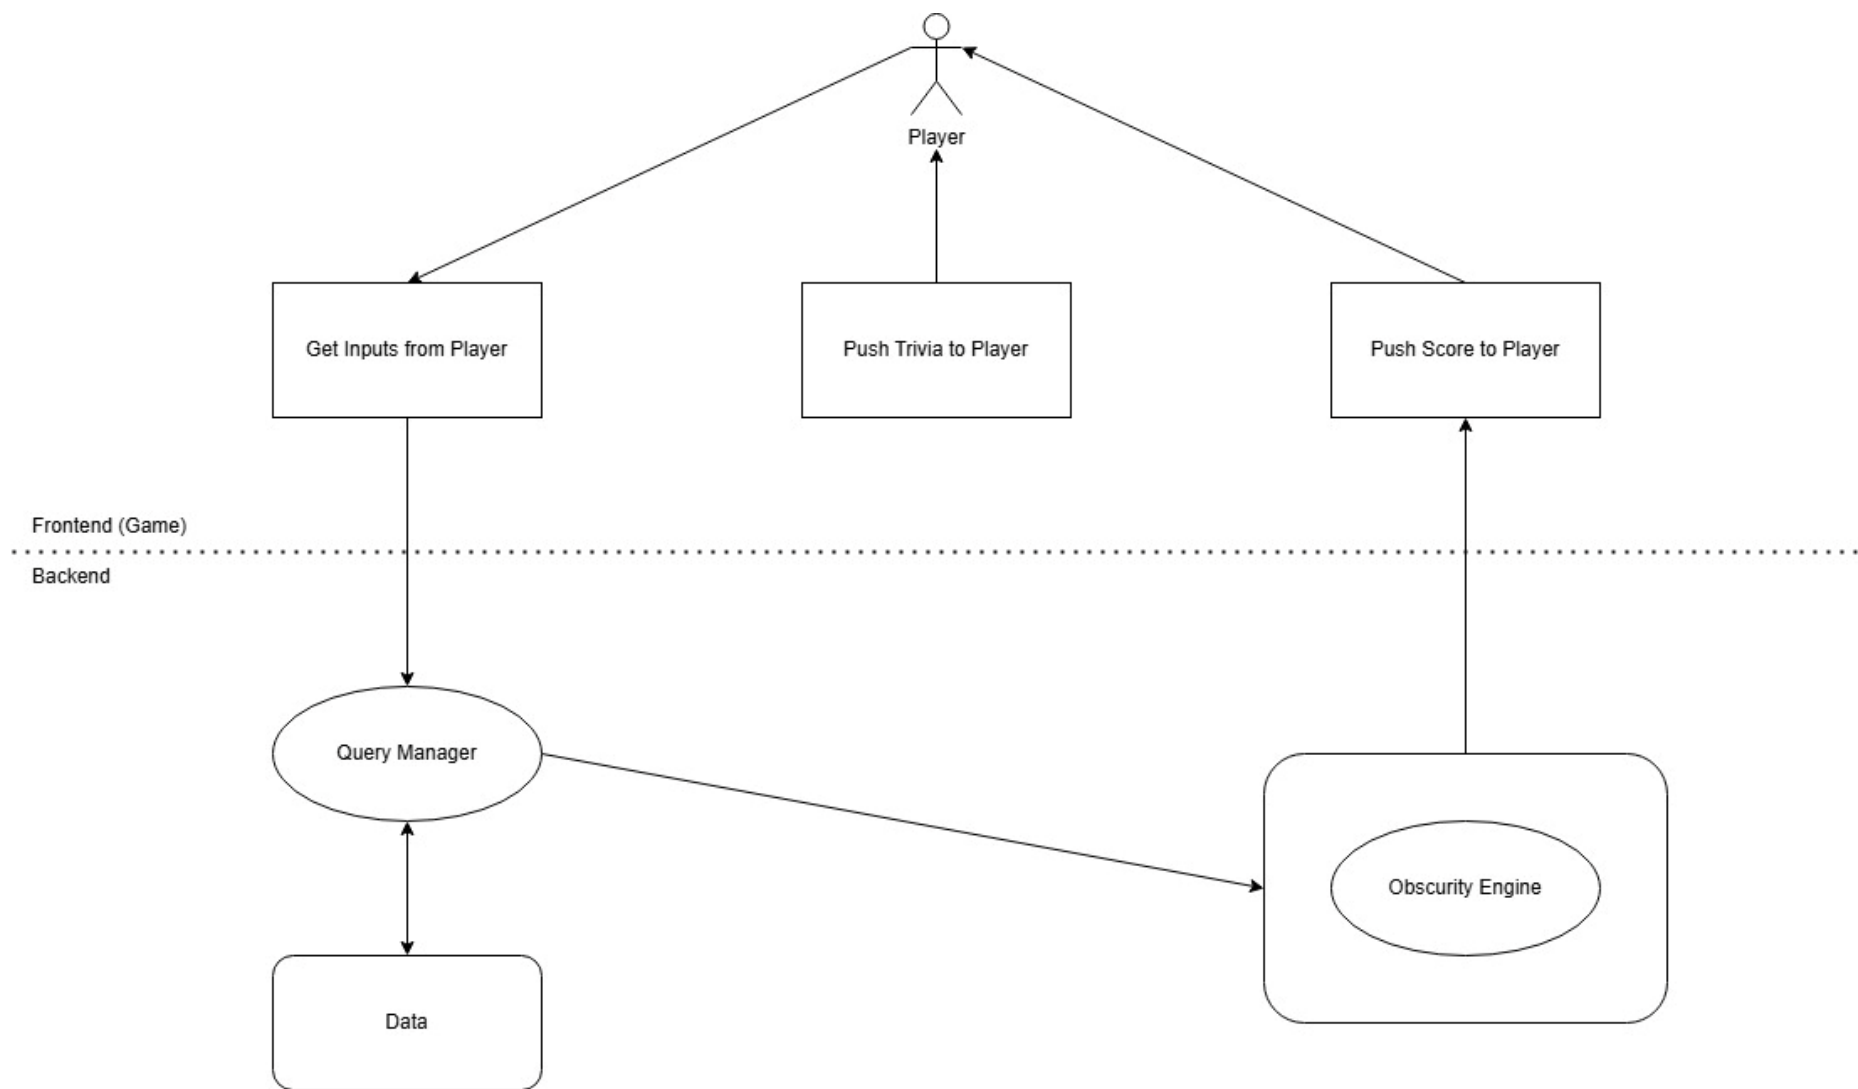 Player
Get Inputs from Player
Push Trivia to Player
Push Score to Player
Frontend (Game)
Backend
Query Manager
Obscurity Engine
Data